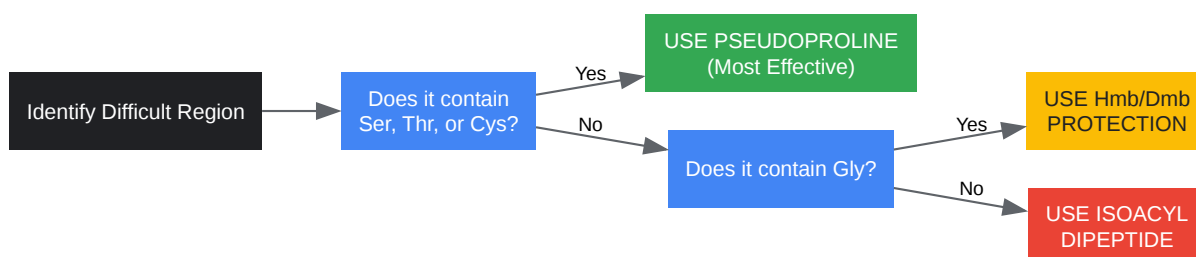 Identify Difficult Region
Does it contain
Ser, Thr, or Cys?
Yes
No
USE PSEUDOPROLINE
(Most Effective)
Does it contain Gly?
Yes
No
USE Hmb/Dmb
PROTECTION
USE ISOACYL
DIPEPTIDE